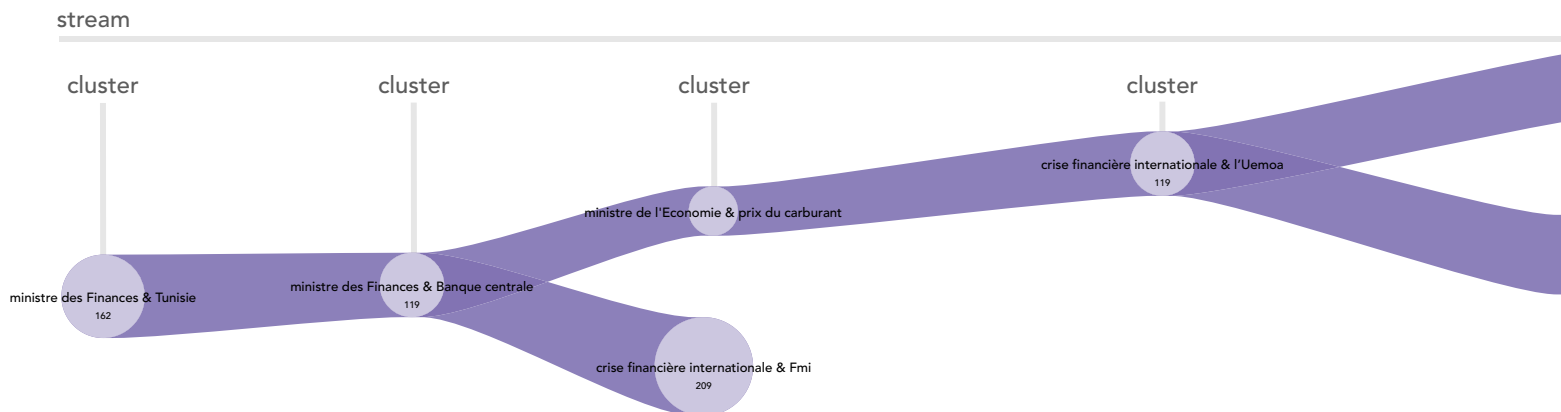 stream
cluster
cluster
cluster
cluster
crise financière internationale & l'Uemoa
119
ministre de l'Economie & prix du carburant
ministre des Finances & Banque centrale
119
ministre des Finances & Tunisie
162
crise financière internationale & Fmi
209